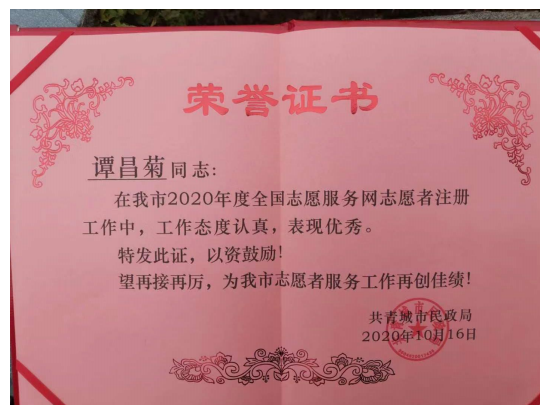 荣誉证书
谭昌菊同志:
在我市2020年度全国志愿服务网志愿者注册
工作中，工作态度认真，表现优秀。
特发此证，以资鼓励!
望再接再厉，为我市志愿者服务工作再创佳绩!
共青城市民政局
2020年10月16日